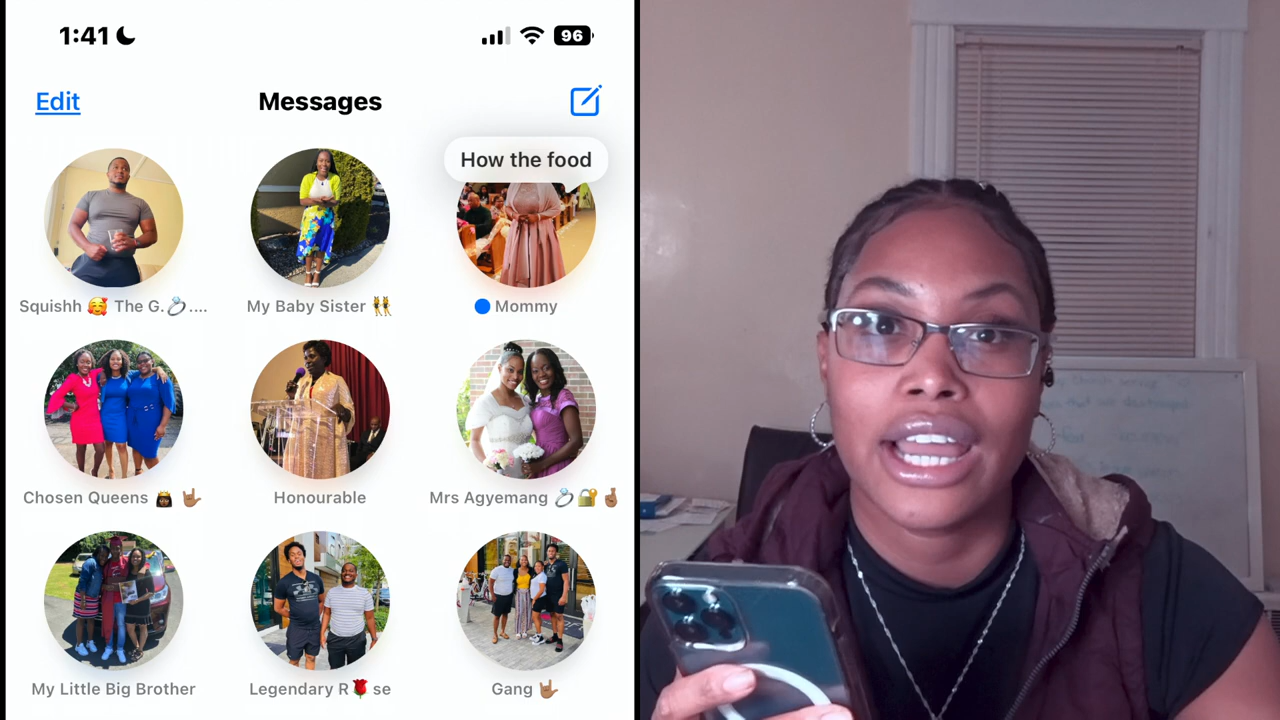 1:41
96
Edit
Messages
How the food
Squishh 🥰 The G.💍....
My Baby Sister 👯
Mommy
Chosen Queens 👸🏿 🤟🏽
Honourable
Mrs Agyemang 💍 🔐 🤞🏽
My Little Big Brother
Legendary R🌹se
Gang 🤟🏽